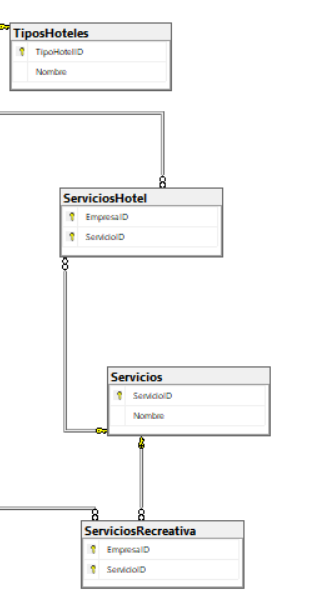 TiposHoteles
TipoHotelID
Nombre
ServiciosHotel
EmpresaID
ServicioID
Servicios
ServicioID
Nombre
ServiciosRecreativa
EmpresaID
ServicioID